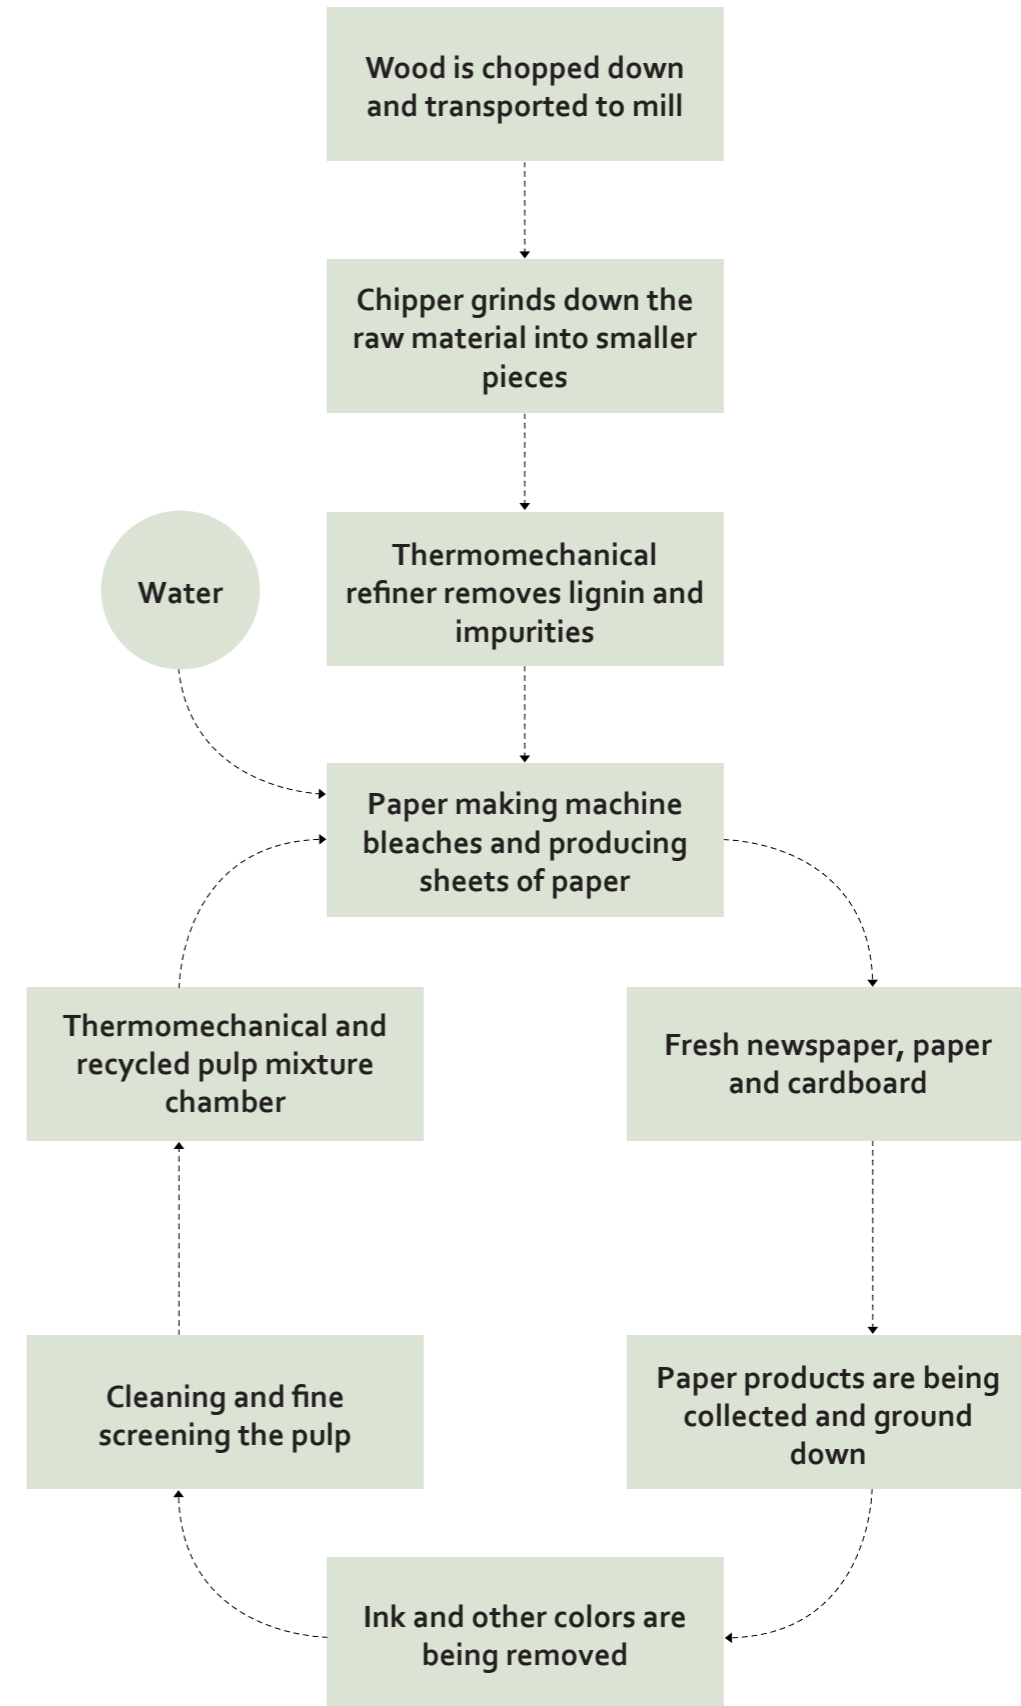 Wood is chopped down
and transported to mill
Chipper grinds down the
raw material into smaller
pieces
Thermomechanical
refiner removes lignin and
impurities
Water
Paper making machine
bleaches and producing
sheets of paper
Thermomechanical and
recycled pulp mixture
chamber
Fresh newspaper, paper
and cardboard
Cleaning and fine
screening the pulp
Paper products are being
collected and ground
down
Ink and other colors are
being removed